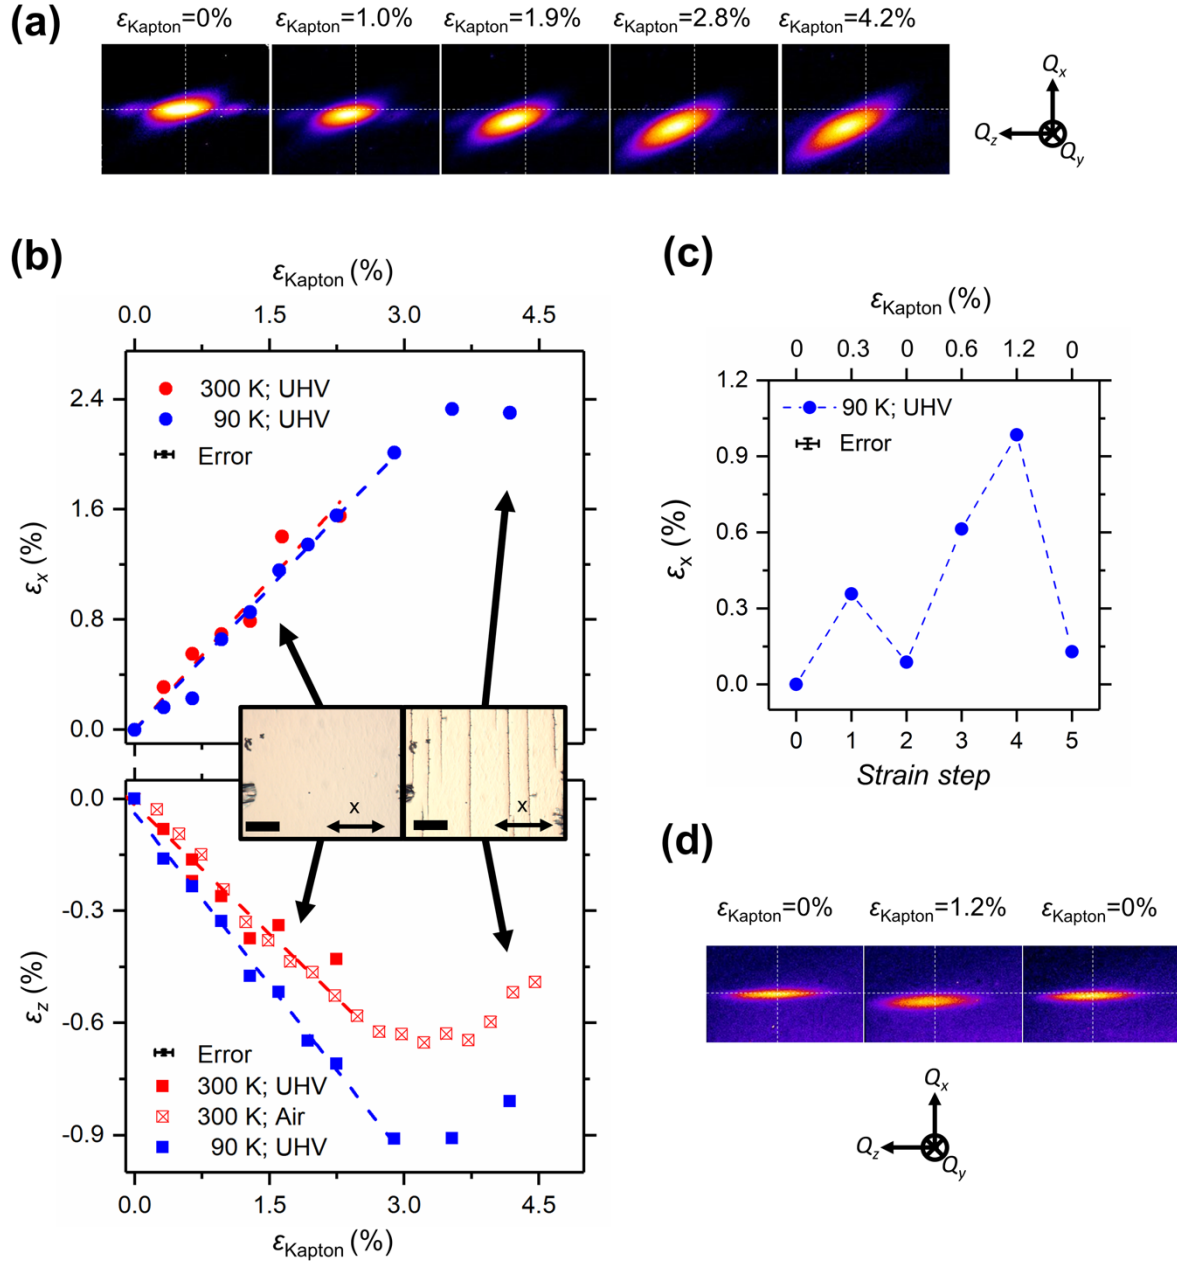 (a)
εKapton=0% εKapton=1.0% εKapton=1.9% εKapton=2.8% εKapton=4.2%
Qx
Qz
Qy
(b)
εKapton (%)
0.0 1.5 3.0 4.5
300 K; UHV
90 K; UHV
Error
2.4
1.6
0.8
0.0
εx (%)
x x
0.0
-0.3
-0.6
-0.9
εz (%)
Error
300 K; UHV
300 K; Air
90 K; UHV
0.0 1.5 3.0 4.5
εKapton (%)
(c)
εKapton (%)
0 0.3 0 0.6 1.2 0
90 K; UHV
Error
1.2
0.9
0.6
0.3
0.0
εx (%)
0 1 2 3 4 5
Strain step
(d)
εKapton=0% εKapton=1.2% εKapton=0%
Qx
Qz
Qy